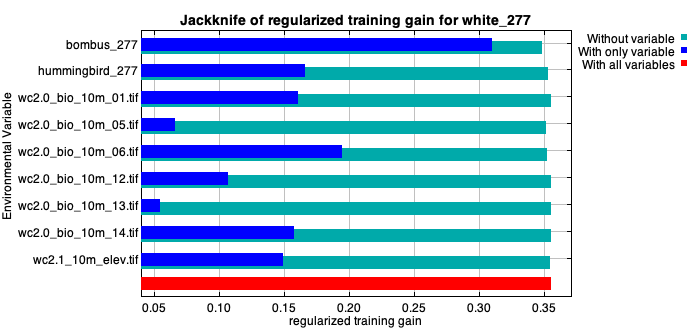 Jackknife of regularized training gain for white_277
Without variable
With only variable
With all variables
Environmental Variable
bombus_277
hummingbird_277
wc2.0_bio_10m_01.tif
wc2.0_bio_10m_05.tif
wc2.0_bio_10m_06.tif
wc2.0_bio_10m_12.tif
wc2.0_bio_10m_13.tif
wc2.0_bio_10m_14.tif
wc2.1_10m_elev.tif
0.05 0.10 0.15 0.20 0.25 0.30 0.35
regularized training gain